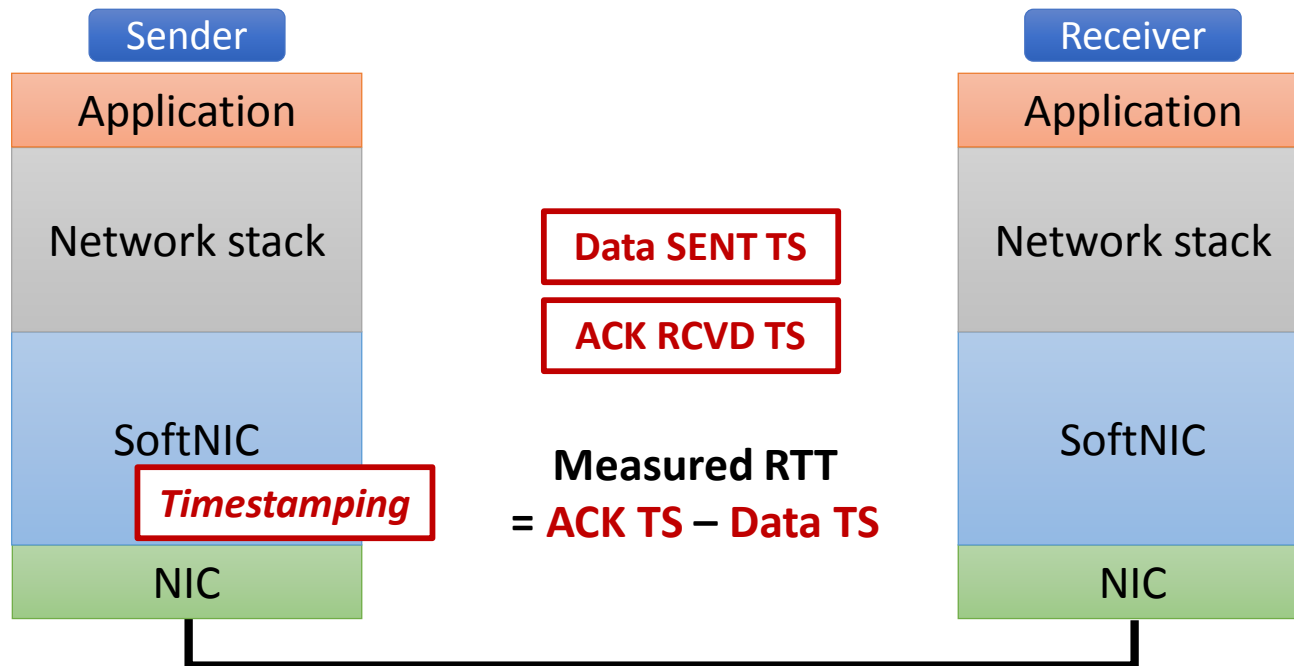 Sender
Receiver
Application
Application
Network stack
Network stack
Data SENT TS
ACK RCVD TS
SoftNIC
SoftNIC
Timestamping
Measured RTT
= ACK TS – Data TS
NIC
NIC